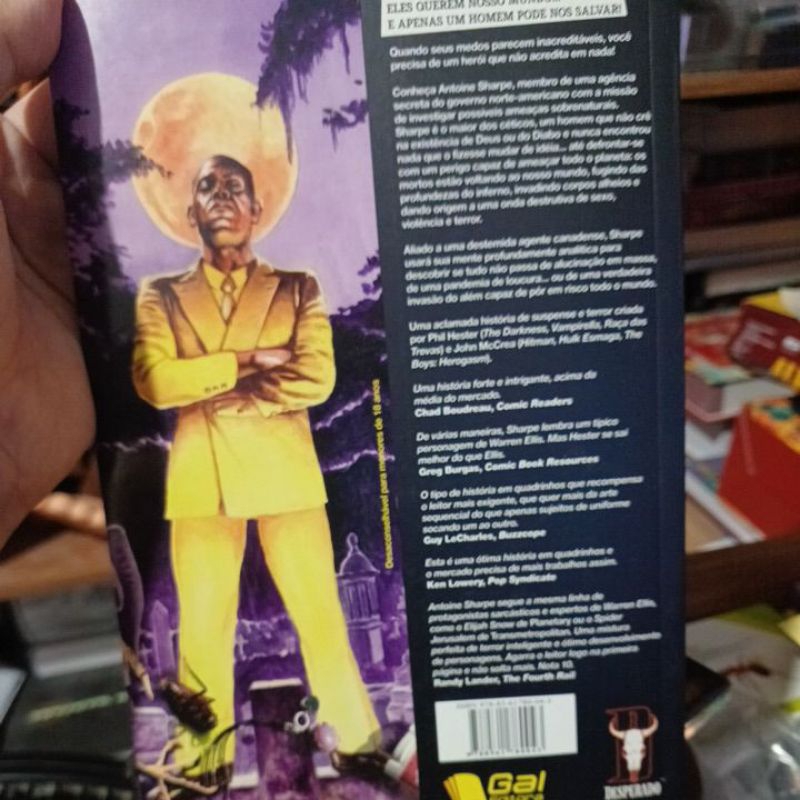 ELES QUEREM NOSSO MUNDO...
E APENAS UM HOMEM PODE NOS SALVAR!
Quando seus medos parecem inacreditáveis, você
precisa de um herói que não acredita em nada!
Conheça Antoine Sharpe, membro de uma agência
secreta do governo norte-americano com a missão
de investigar possíveis ameaças sobrenaturais.
Sharpe é o maior dos céticos, um homem que não crê
na existência de Deus ou do Diabo e nunca encontrou
nada que o fizesse mudar de idéia... até defrontar-se
com um perigo capaz de ameaçar todo o planeta: os
mortos estão voltando ao nosso mundo, fugindo das
profundezas do inferno, invadindo corpos alheios e
dando origem a uma onda destrutiva de sexo,
violência e terror.
Aliado a uma destemida agente canadense, Sharpe
usará sua mente profundamente analítica para
descobrir se tudo não passa de alucinação em massa,
de uma pandemia de loucura... ou de uma verdadeira
invasão do além capaz de pôr em risco todo o mundo.
Uma aclamada história de suspense e terror criada
por Phil Hester (The Darkness, Vampirella, Raça das
Trevas) e John McCrea (Hitman, Hulk Esmaga, The
Boys: Herogasm).
Uma história forte e intrigante, acima da
média do mercado.
Chad Boudreau, Comic Readers
De várias maneiras, Sharpe lembra um típico
personagem de Warren Ellis. Mas Hester se sai
melhor do que Ellis.
Greg Burgas, Comic Book Resources
O tipo de história em quadrinhos que recompensa
o leitor mais exigente, que quer mais da arte
sequencial do que apenas sujeitos de uniforme
socando um ao outro.
Guy LeCharles, Buzzcope
Esta é uma ótima história em quadrinhos e
o mercado precisa de mais trabalhos assim.
Ken Lowery, Pop Syndicate
Antoine Sharpe segue a mesma linha de
protagonistas sarcásticos e espertos de Warren Ellis,
como o Elijah Snow de Planetary ou o Spider
Jerusalem de Transmetropolitan. Uma mistura
perfeita de terror inteligente e ótimo desenvolvimento
de personagens. Agarra o leitor logo na primeira
página e não solta mais. Nota 10.
Randy Lander, The Fourth Rail
Desaconselhável para menores de 18 anos
ISBN
Gal
Editora
DESPERADO